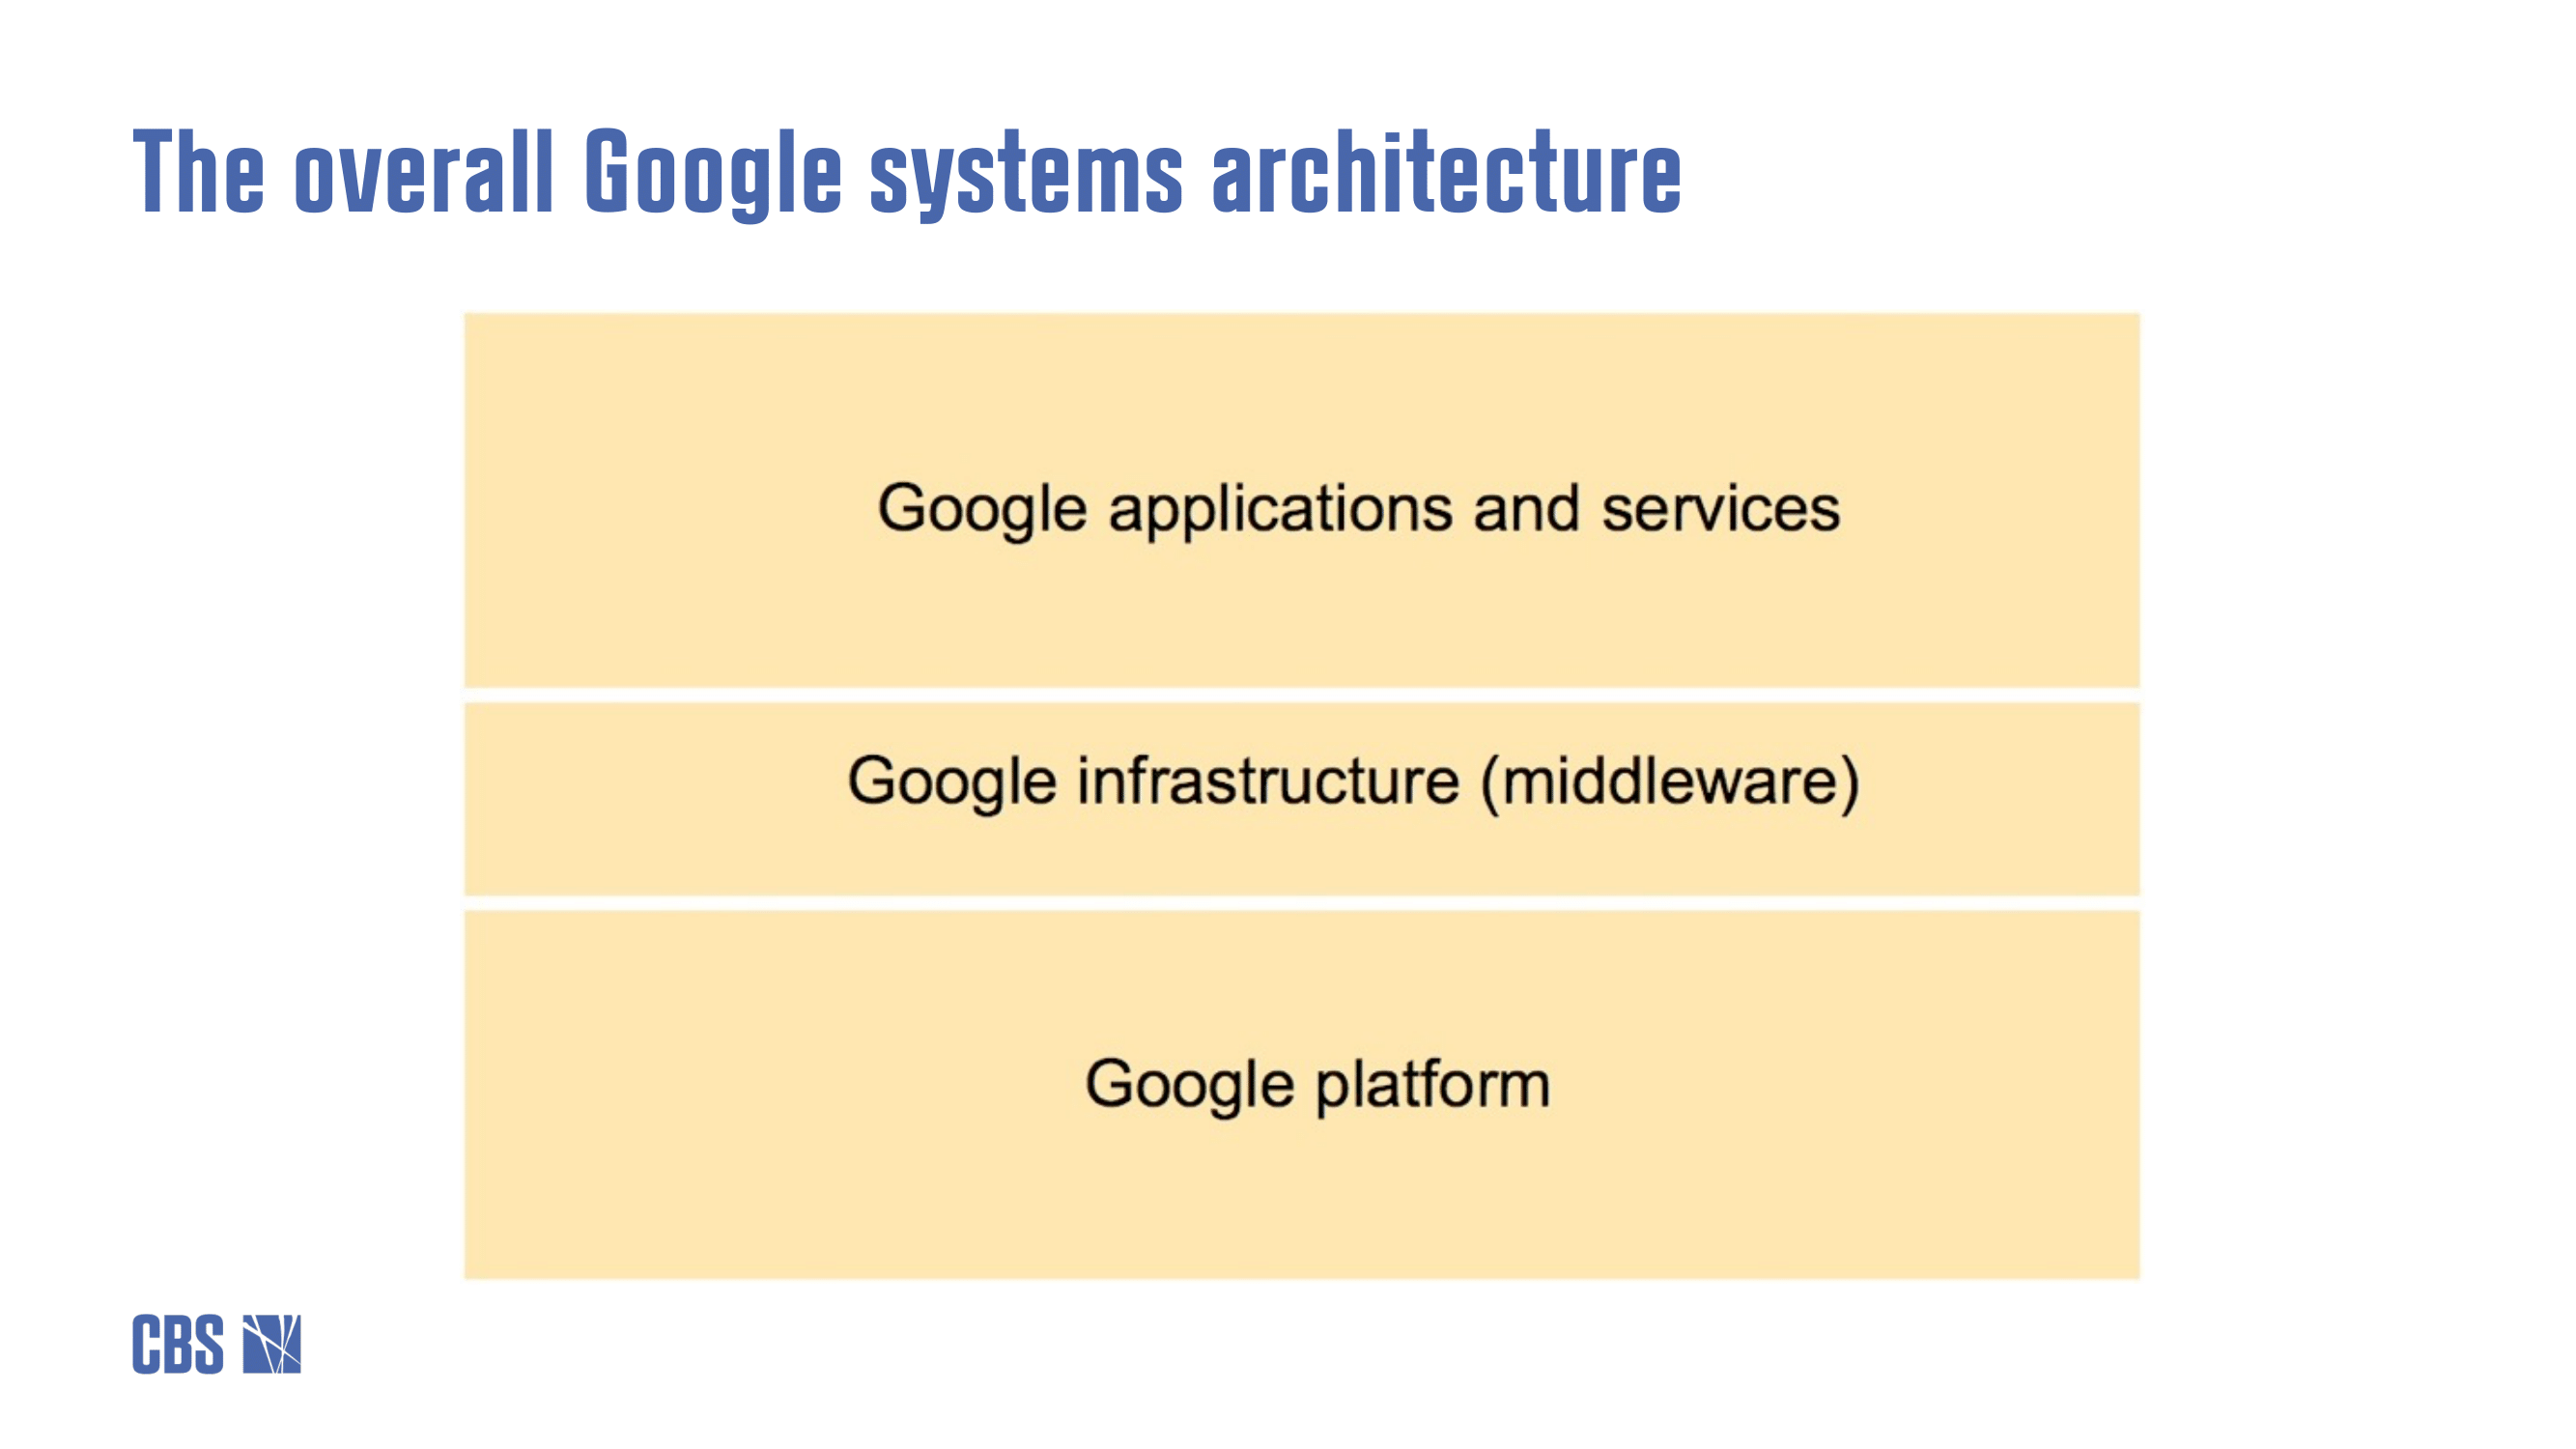 The overall Google systems architecture
Google applications and services
Google infrastructure (middleware)
Google platform
CBS